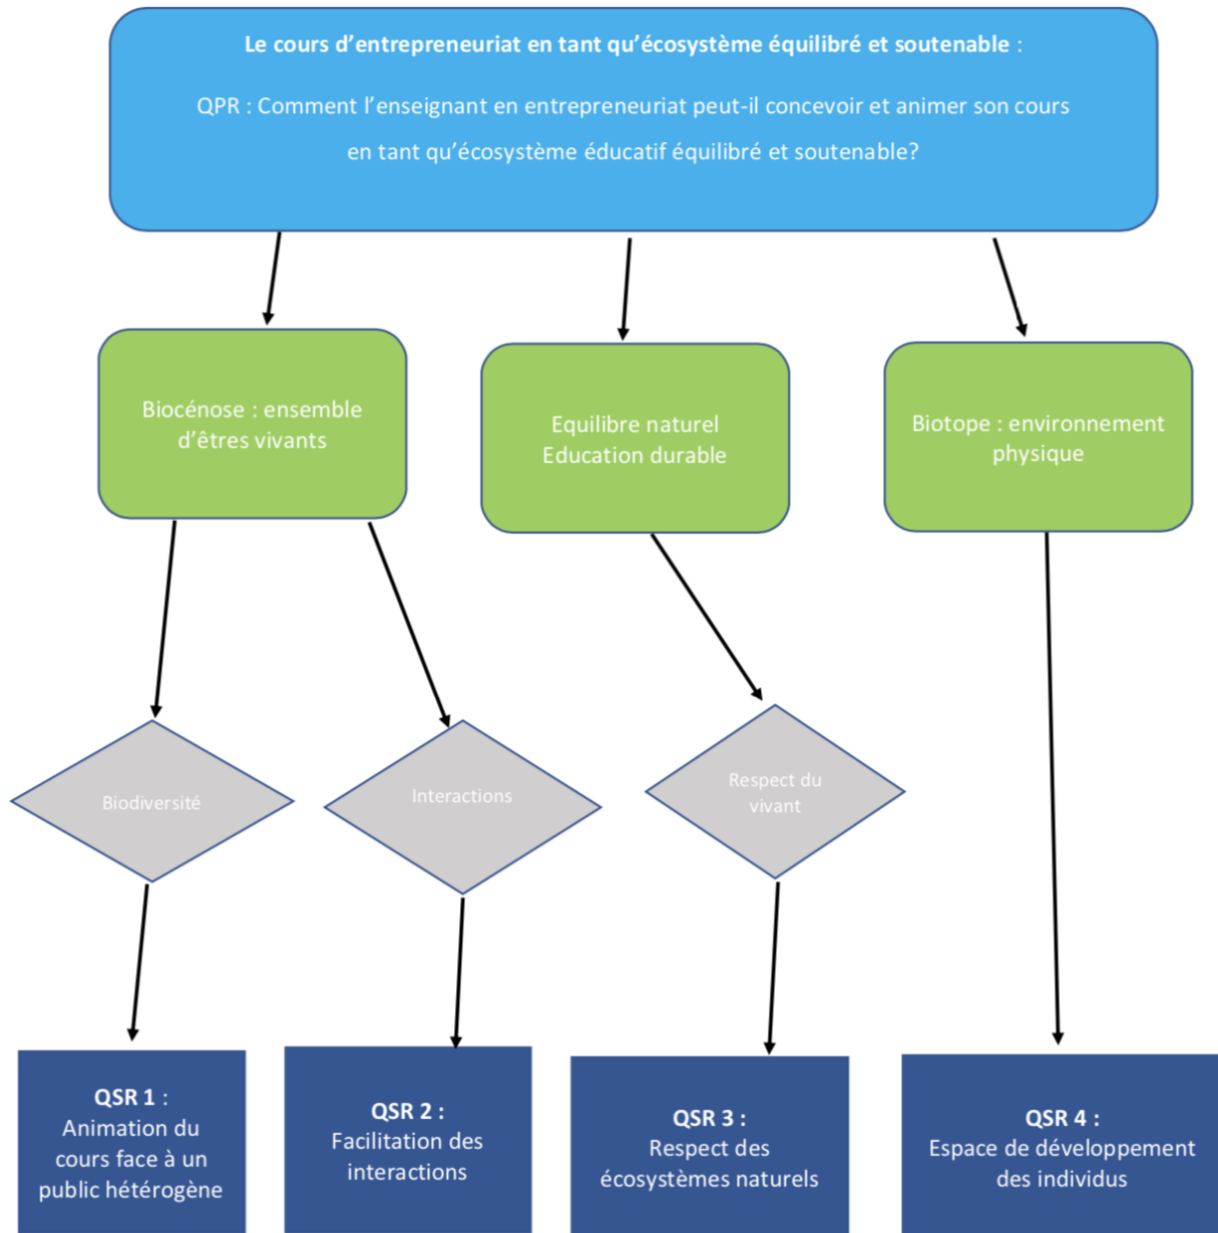 Le cours d’entrepreneuriat en tant qu’écosystème équilibré et soutenable :
QPR : Comment l’enseignant en entrepreneuriat peut-il concevoir et animer son cours
en tant qu’écosystème éducatif équilibré et soutenable?
Biocénose : ensemble
d’êtres vivants
Equilibre naturel
Education durable
Biotope : environnement
physique
Biodiversité
Interactions
Respect du
vivant
QSR 1 :
Animation du
cours face à un
public hétérogène
QSR 2 :
Facilitation des
interactions
QSR 3 :
Respect des
écosystèmes naturels
QSR 4 :
Espace de développement
des individus